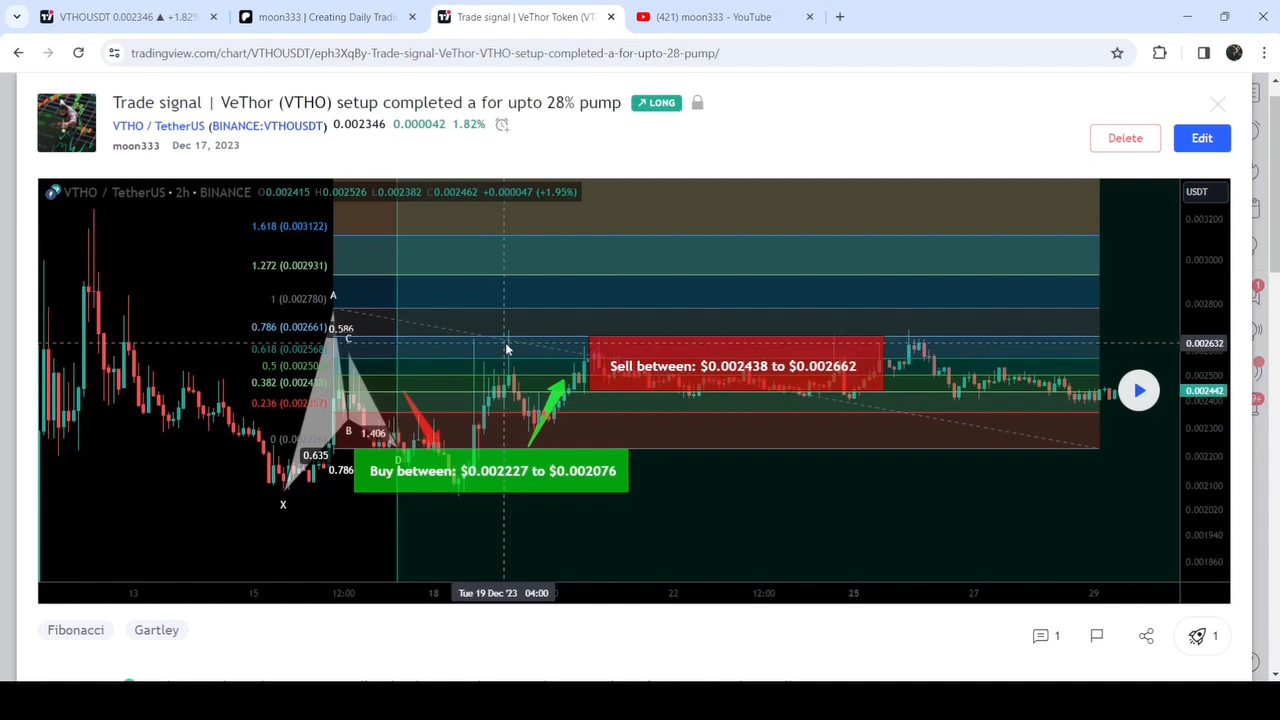 VTHOUSDT 0.002346 ▲ +1.82%
moon333 | Creating Daily Tradin
Trade signal | VeThor Token (VT
(421) moon333 - YouTube
tradingview.com/chart/VTHOUSDT/eph3XqBy-Trade-signal-VeThor-VTHO-setup-completed-a-for-upto-28-pump/
Trade signal | VeThor (VTHO) setup completed a for upto 28% pump
LONG
VTHO / TetherUS (BINANCE:VTHOUSDT) 0.002346 0.000042 1.82%
moon333 Dec 17, 2023
Delete
Edit
VTHO / TetherUS • 2h • BINANCE O0.002415 H0.002526 L0.002382 C0.002462 +0.000047 (+1.95%)
USDT
1.618 (0.003122)
1.272 (0.002931)
1 (0.002780)
0.786 (0.002661)
0.618 (0.002568)
0.382 (0.002438)
0.236 (0.002357)
A
0.586
C
B
1.406
0.635
0.786
D
X
Sell between: $0.002438 to $0.002662
Buy between: $0.002227 to $0.002076
0.003200
0.003000
0.002800
0.002632
0.002500
0.002442
0.002400
0.002300
0.002200
0.002100
0.002020
0.001940
0.001860
13
15
12:00
18
Tue 19 Dec '23 04:00
22
12:00
25
29
Fibonacci
Gartley
1
1
1